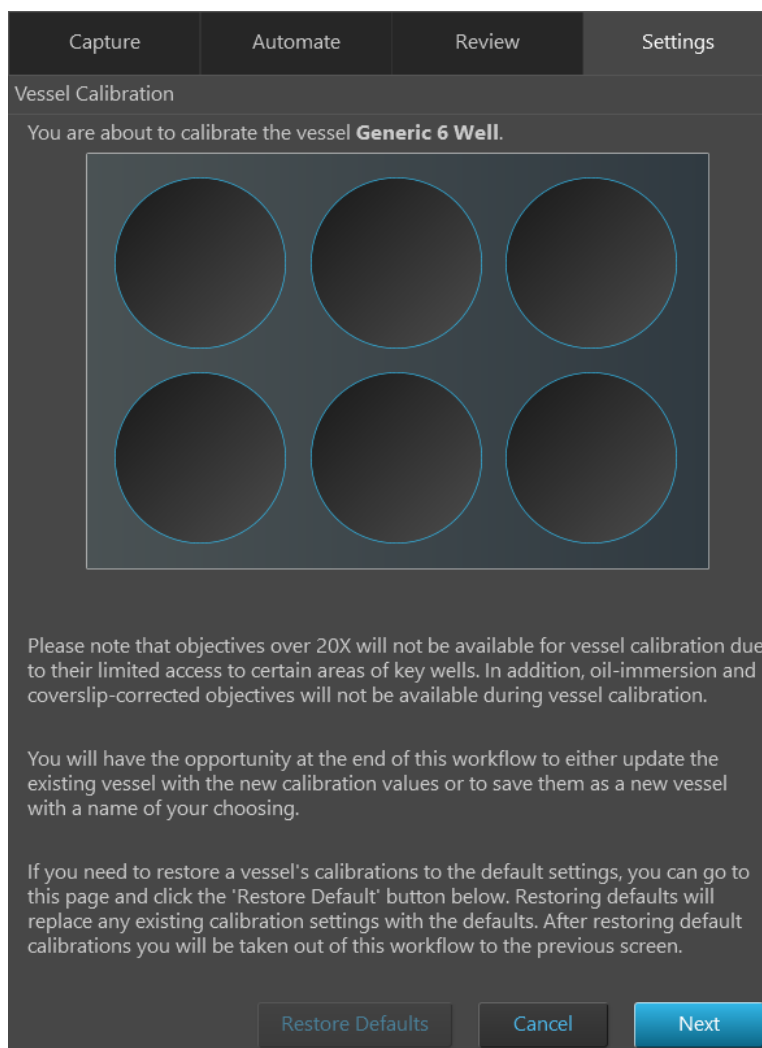 Capture Automate Review Settings
Vessel Calibration
You are about to calibrate the vessel Generic 6 Well.
Please note that objectives over 20X will not be available for vessel calibration due
to their limited access to certain areas of key wells. In addition, oil-immersion and
coverslip-corrected objectives will not be available during vessel calibration.
You will have the opportunity at the end of this workflow to either update the
existing vessel with the new calibration values or to save them as a new vessel
with a name of your choosing.
If you need to restore a vessel's calibrations to the default settings, you can go to
this page and click the 'Restore Default' button below. Restoring defaults will
replace any existing calibration settings with the defaults. After restoring default
calibrations you will be taken out of this workflow to the previous screen.
Restore Defaults Cancel Next